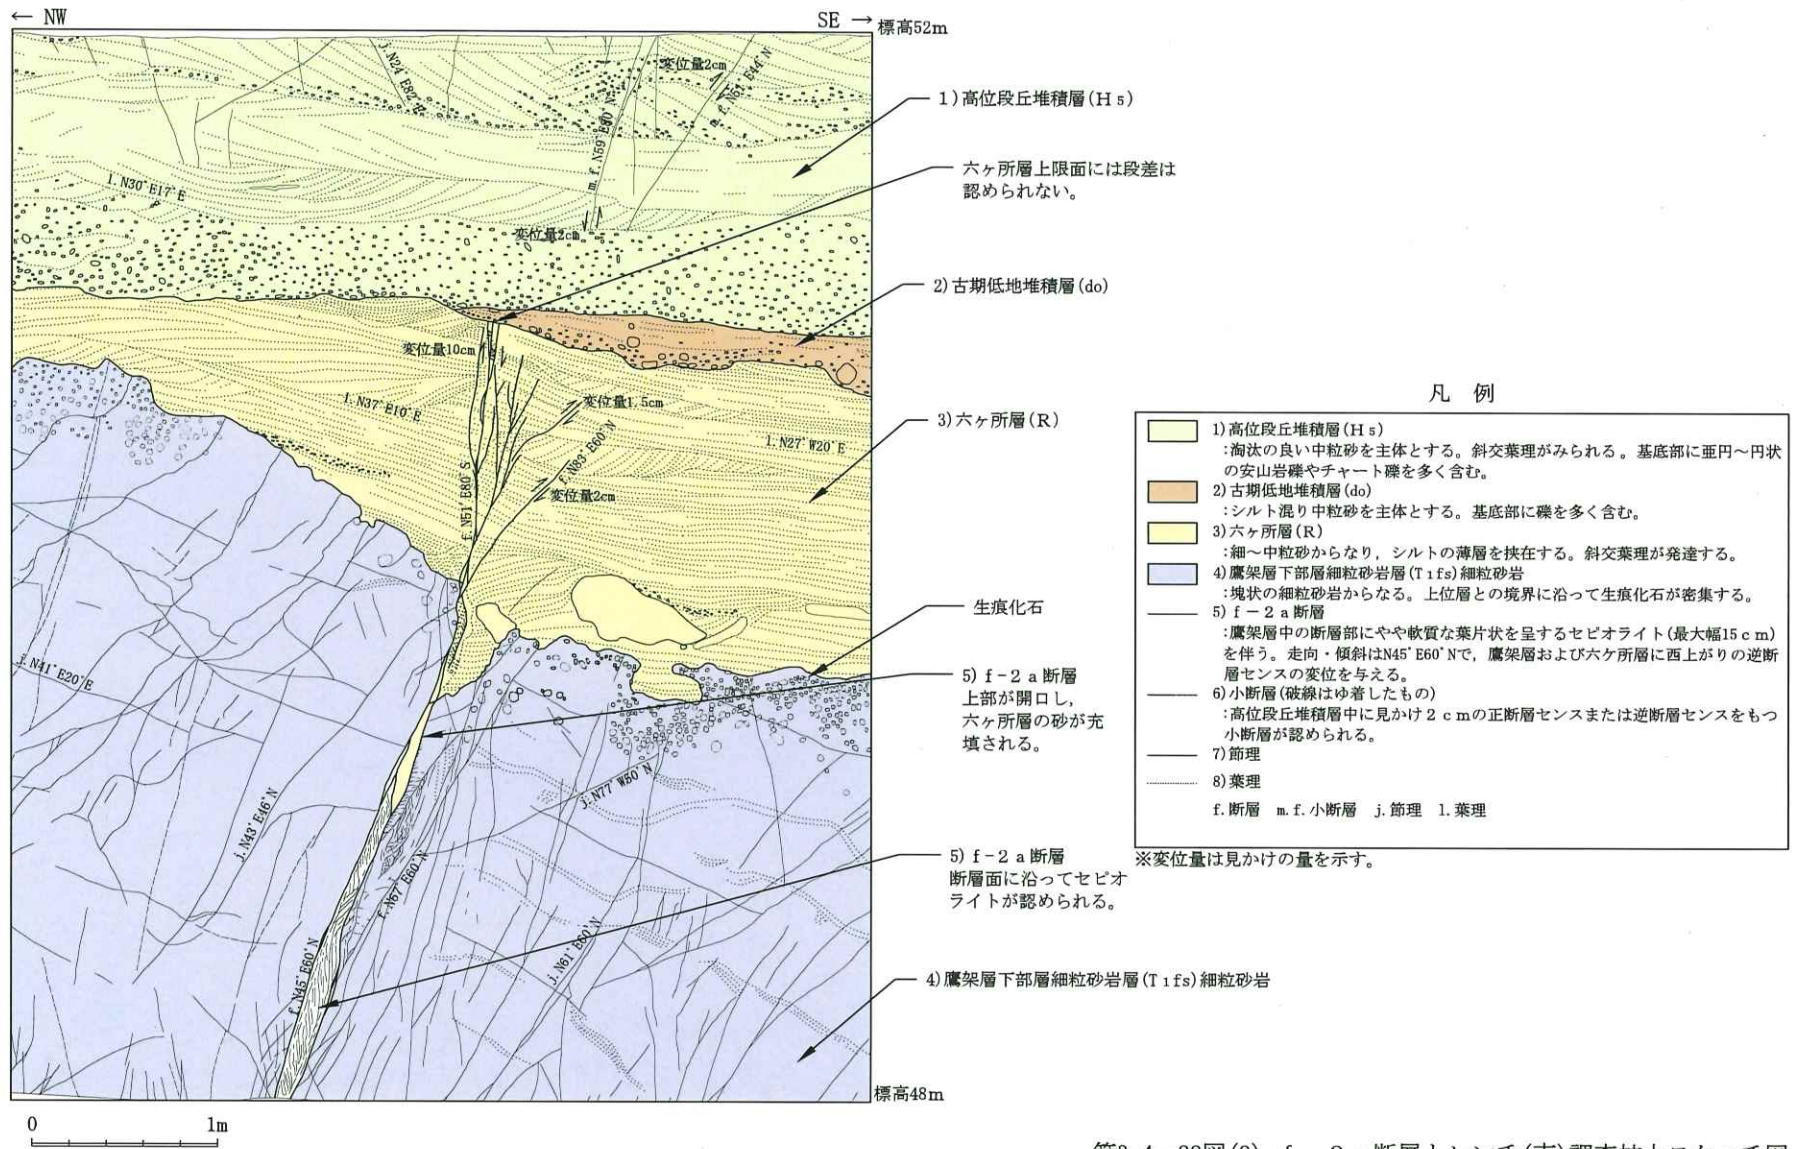 ← NW
SE →
標高52m
j.N24°E82°E
変位量2cm
m.f.N61°E44°N
m.f.N59°E80°N
l.N30°E17°E
変位量2cm
1)高位段丘堆積層(H5)
六ヶ所層上限面には段差は
認められない。
2)古期低地堆積層(do)
変位量10cm
l.N37°E10°E
変位量1.5cm
l.N27°W20°E
f.N83°E60°N
変位量2cm
f.N51°E80°S
3)六ヶ所層(R)
生痕化石
j.N41°E20°E
5) f-2a断層
上部が開口し,
六ヶ所層の砂が充
填される。
j.N77°W50°N
j.N43°E46°N
f.N67°E60°N
5) f-2a断層
断層面に沿ってセピオ
ライトが認められる。
j.N61°E60°N
f.N45°E60°N
4)鷹架層下部層細粒砂岩層(T1fs)細粒砂岩
標高48m
0 1m
凡 例
1)高位段丘堆積層(H5)
:淘汰の良い中粒砂を主体とする。斜交葉理がみられる。基底部に亜円~円状
の安山岩礫やチャート礫を多く含む。
2)古期低地堆積層(do)
:シルト混り中粒砂を主体とする。基底部に礫を多く含む。
3)六ヶ所層(R)
:細~中粒砂からなり,シルトの薄層を挟在する。斜交葉理が発達する。
4)鷹架層下部層細粒砂岩層(T1fs)細粒砂岩
:塊状の細粒砂岩からなる。上位層との境界に沿って生痕化石が密集する。
5) f-2a断層
:鷹架層中の断層部にやや軟質な葉片状を呈するセピオライト(最大幅15cm)
を伴う。走向・傾斜はN45°E60°Nで,鷹架層および六ケ所層に西上がりの逆断
層センスの変位を与える。
6)小断層(破線はゆ着したもの)
:高位段丘堆積層中に見かけ2cmの正断層センスまたは逆断層センスをもつ
小断層が認められる。
7)節理
8)葉理
f.断層 m.f.小断層 j.節理 l.葉理
※変位量は見かけの量を示す。